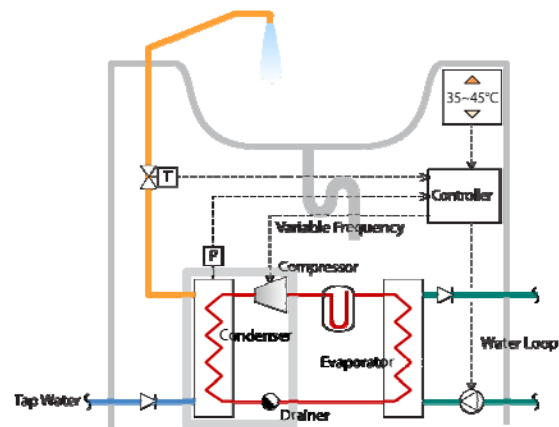 35~45℃
T
Controller
P
Variable Frequency
Compressor
Condenser
Evaporator
Water Loop
Tap Water
Drainer